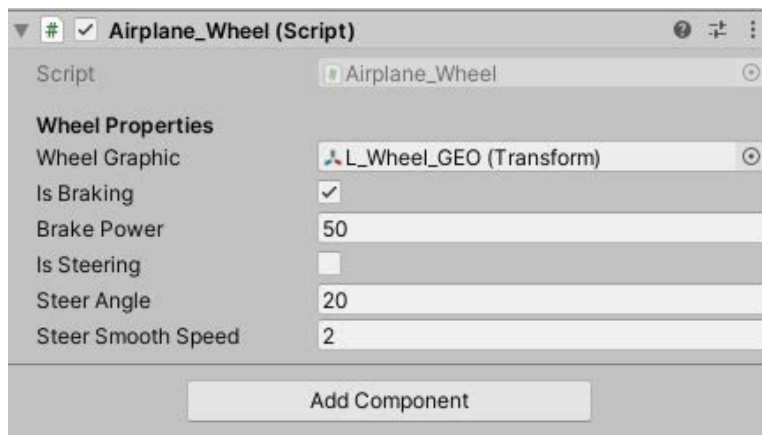 # Airplane_Wheel (Script)
Script # Airplane_Wheel
Wheel Properties
Wheel Graphic L_Wheel_GEO (Transform)
Is Braking
Brake Power 50
Is Steering
Steer Angle 20
Steer Smooth Speed 2
Add Component